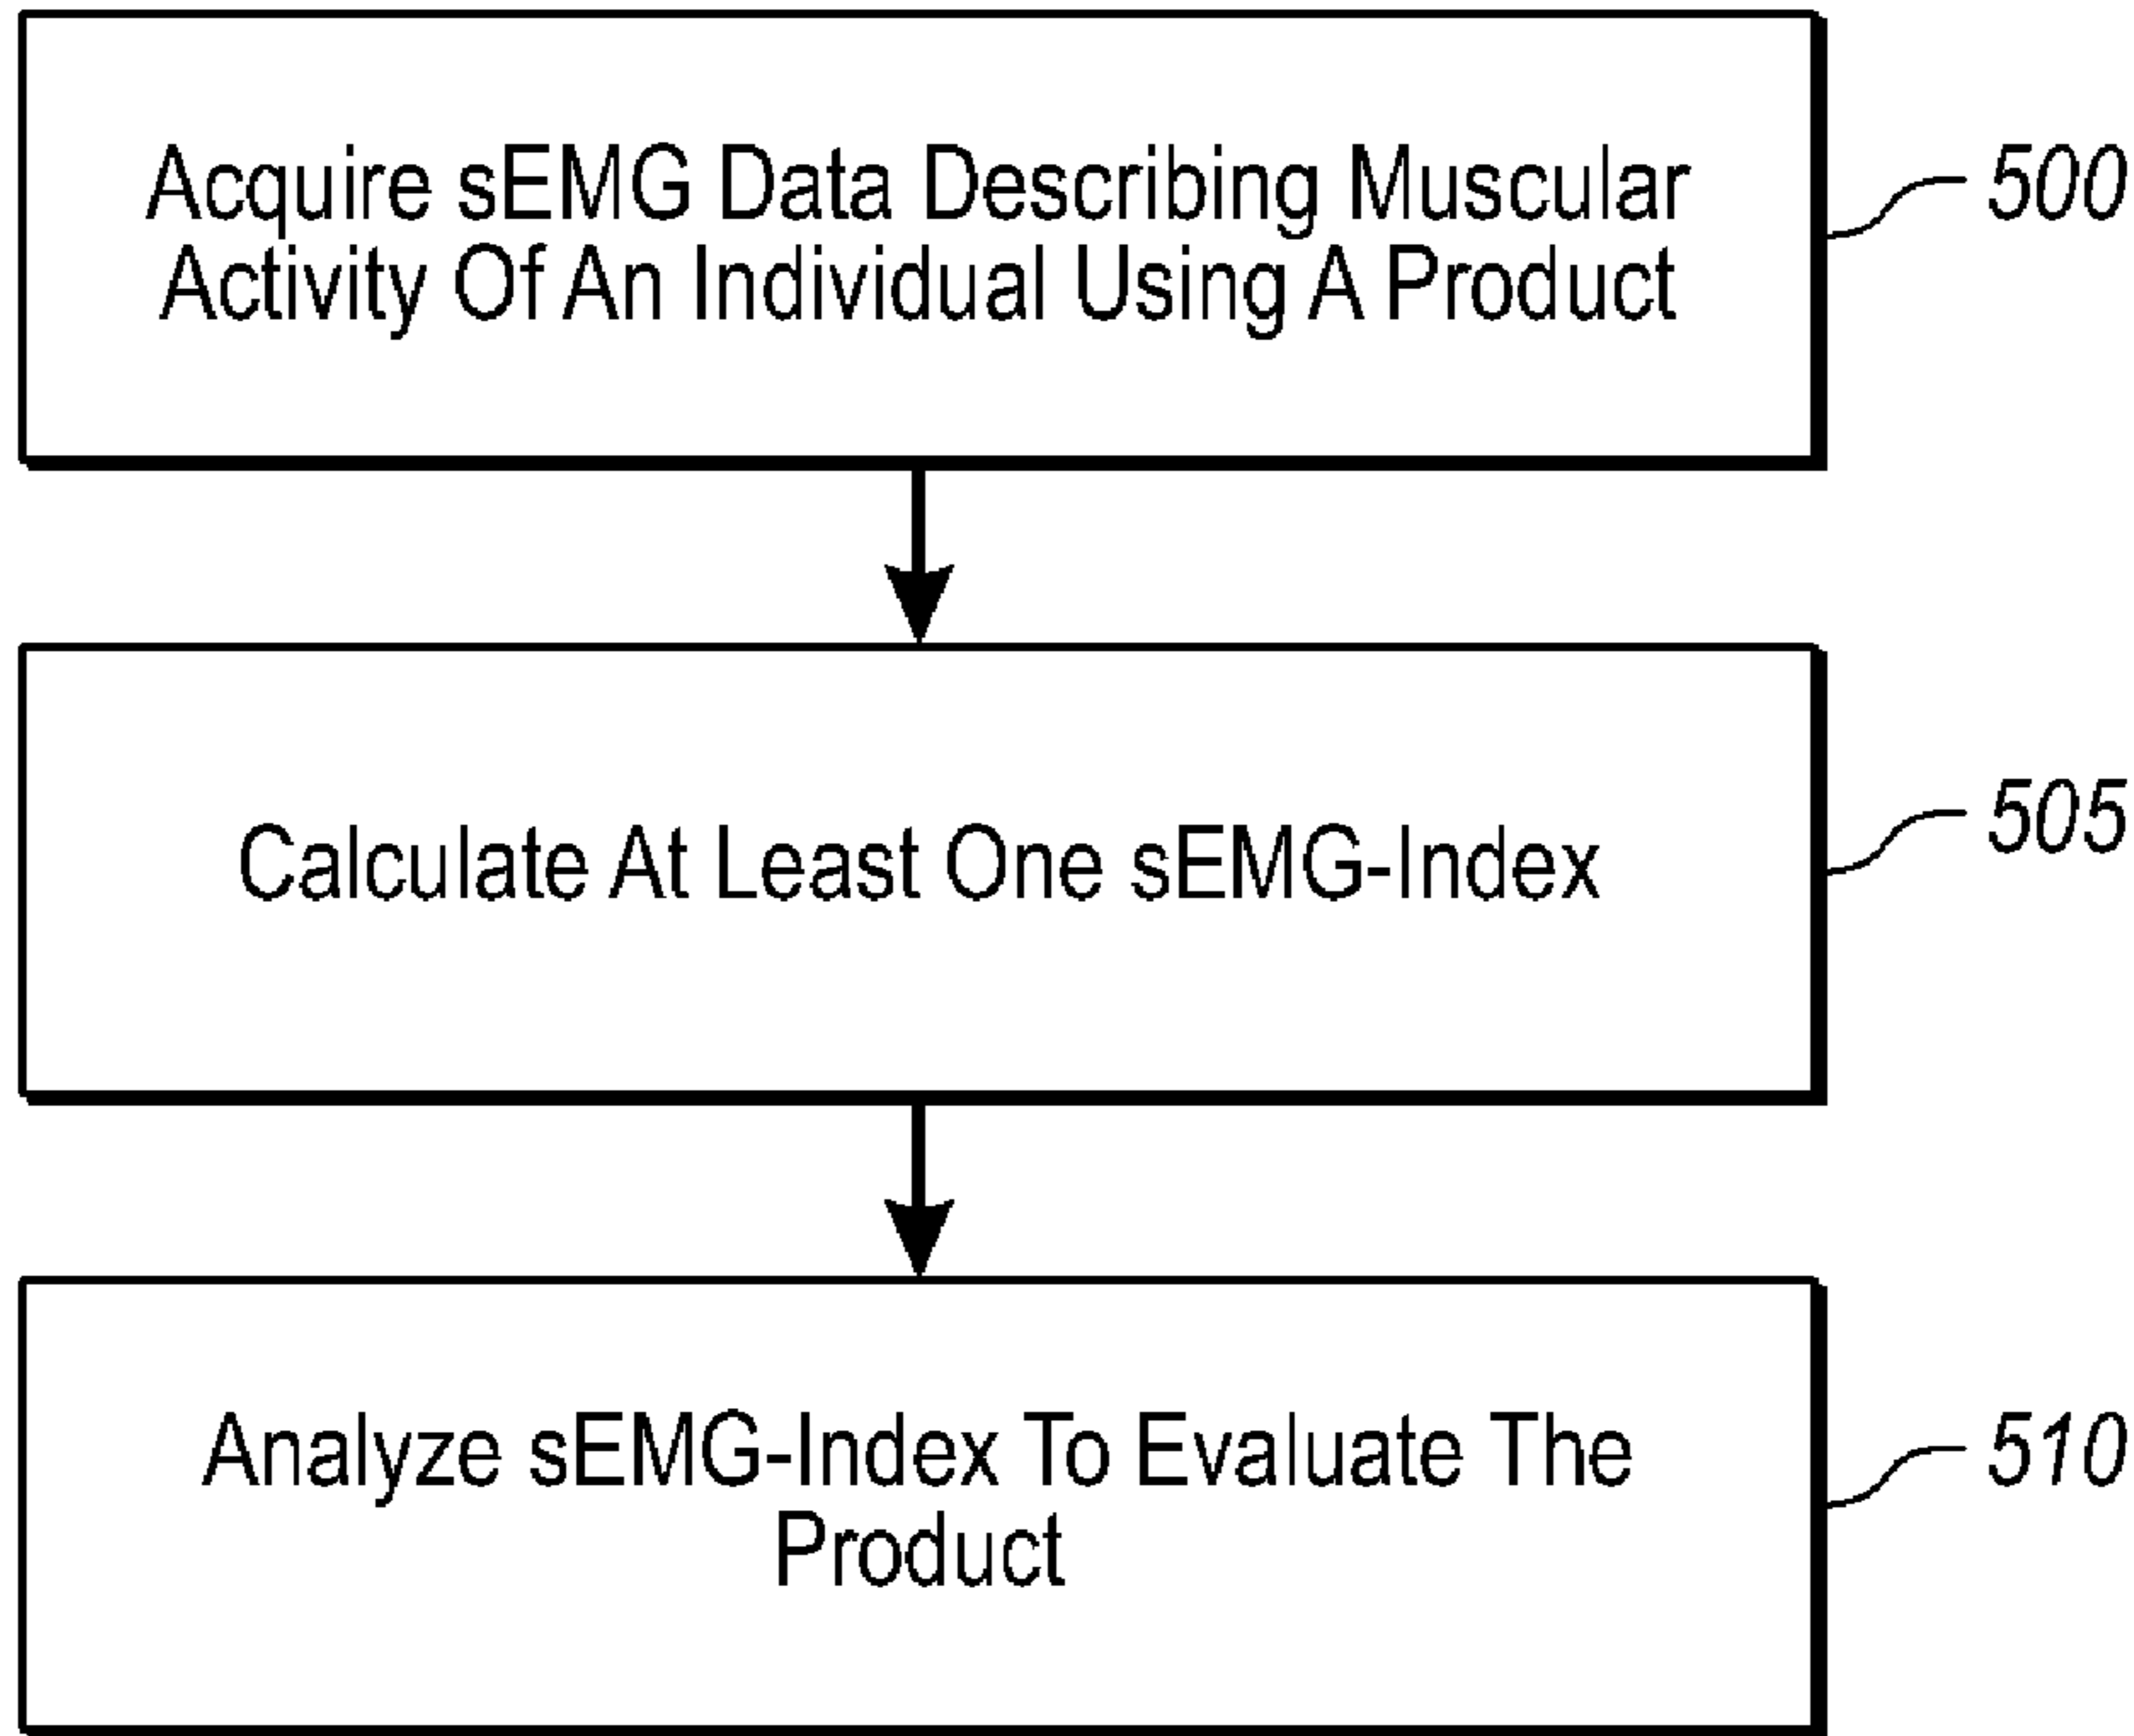 Acquire sEMG Data Describing Muscular
Activity Of An Individual Using A Product
500
Calculate At Least One sEMG-Index
505
Analyze sEMG-Index To Evaluate The
Product
510